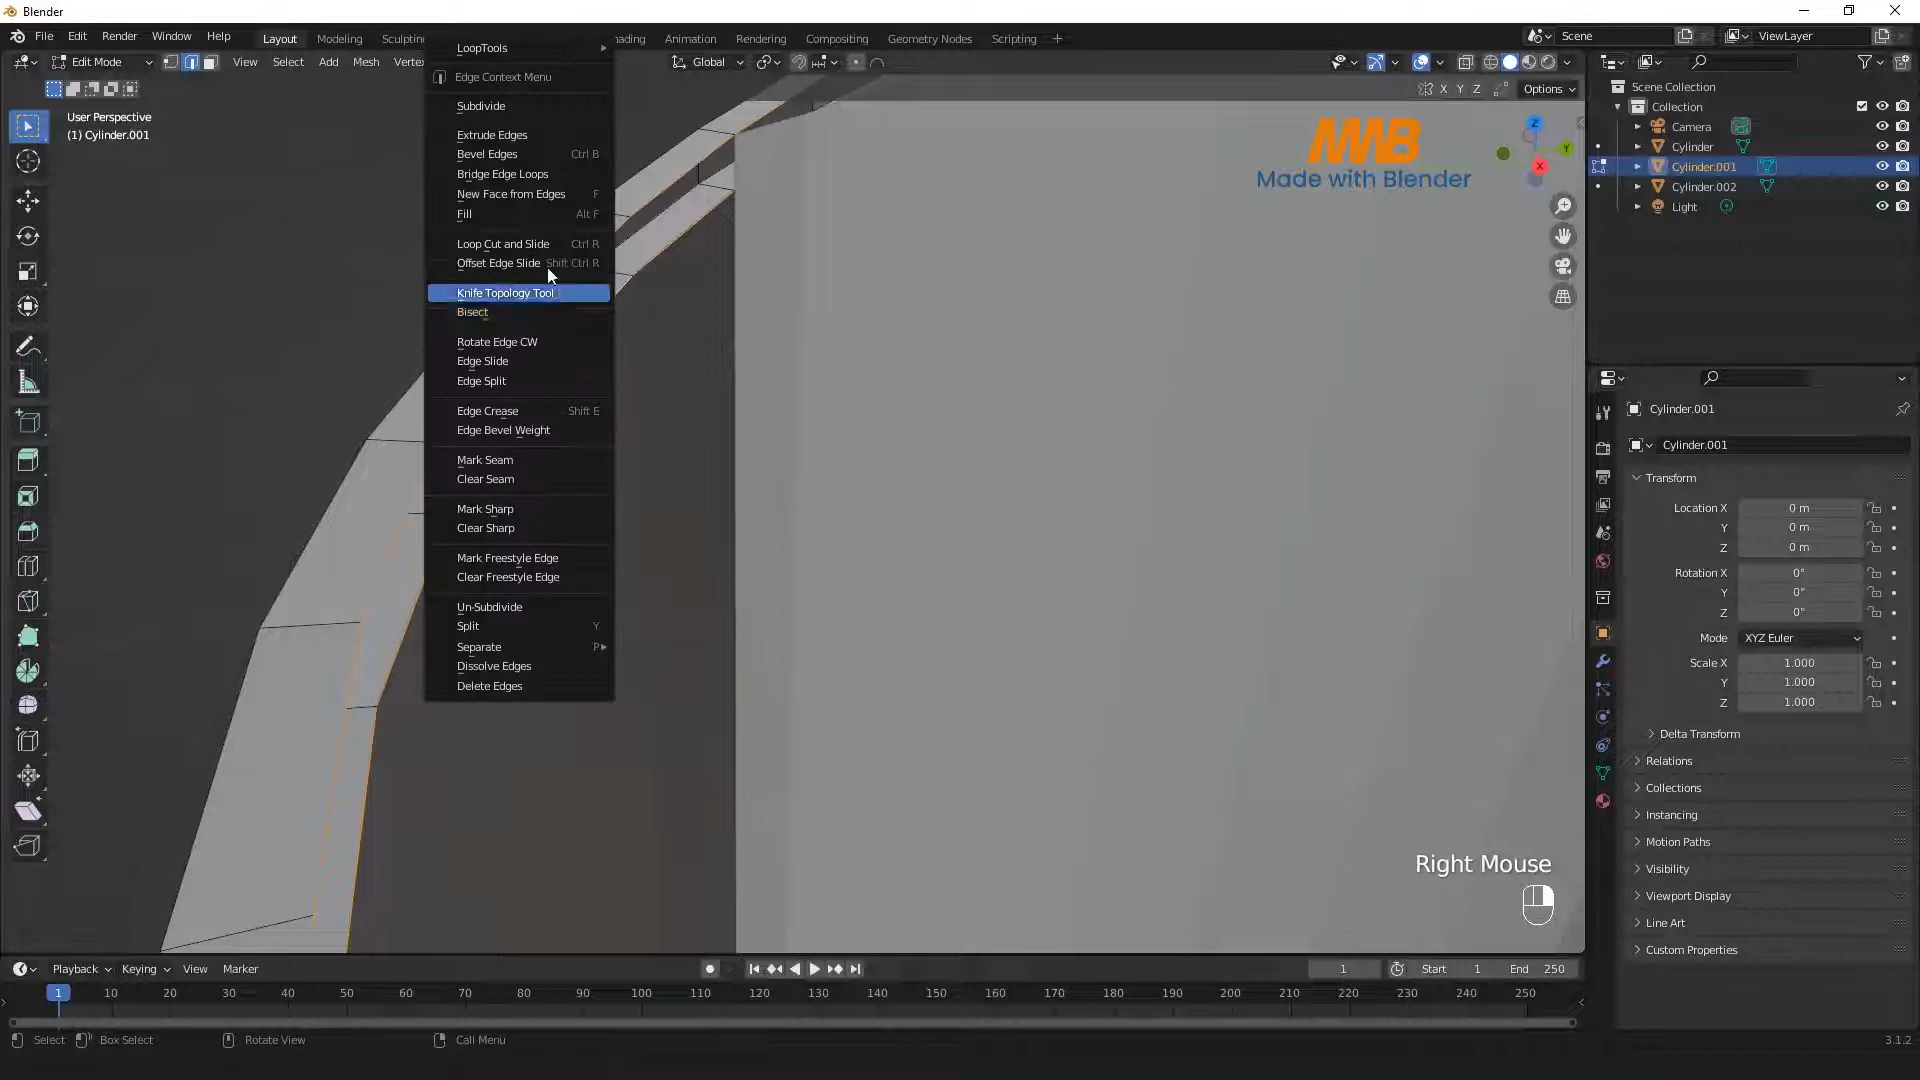 Blender
File Edit Render Window Help Layout Modeling Sculptin ading Animation Rendering Compositing Geometry Nodes Scripting Scene ViewLayer
Edit Mode View Select Add Mesh Vertex Global
X Y Z Options
User Perspective
(1) Cylinder.001
LoopTools
Edge Context Menu
Subdivide
Extrude Edges
Bevel Edges Ctrl B
Bridge Edge Loops
New Face from Edges F
Fill Alt F
Loop Cut and Slide Ctrl R
Offset Edge Slide Shift Ctrl R
Knife Topology Tool
Bisect
Rotate Edge CW
Edge Slide
Edge Split
Edge Crease Shift E
Edge Bevel Weight
Mark Seam
Clear Seam
Mark Sharp
Clear Sharp
Mark Freestyle Edge
Clear Freestyle Edge
Un-Subdivide
Split Y
Separate P
Dissolve Edges
Delete Edges
MWB
Made with Blender
Z
Y
X
Right Mouse
Scene Collection
Collection
Camera
Cylinder
Cylinder.001
Cylinder.002
Light
Cylinder.001
Cylinder.001
Transform
Location X 0 m
Y 0 m
Z 0 m
Rotation X 0°
Y 0°
Z 0°
Mode XYZ Euler
Scale X 1.000
Y 1.000
Z 1.000
Delta Transform
Relations
Collections
Instancing
Motion Paths
Visibility
Viewport Display
Line Art
Custom Properties
Playback Keying View Marker 1 Start 1 End 250
1 10 20 30 40 50 60 70 80 90 100 110 120 130 140 150 160 170 180 190 200 210 220 230 240 250
Select Box Select Rotate View Call Menu 3.1.2